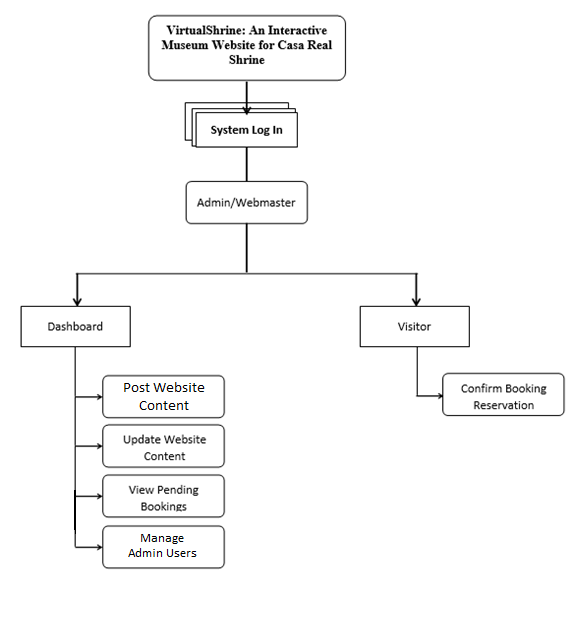 VirtualShrine: An Interactive
Museum Website for Casa Real
Shrine
System Log In
Admin/Webmaster
Dashboard
Visitor
Post Website
Content
Update Website
Content
View Pending
Bookings
Manage
Admin Users
Confirm Booking
Reservation